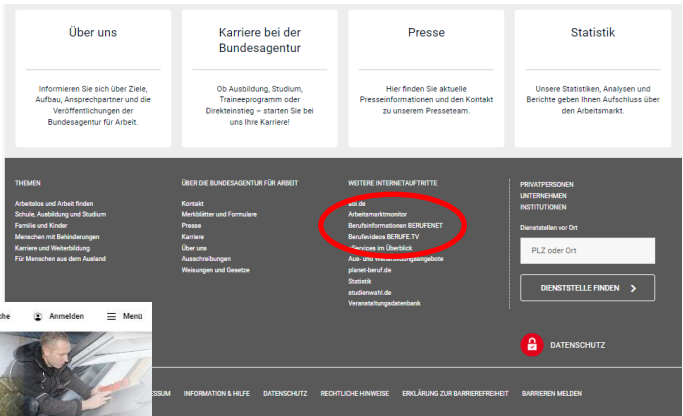 Über uns
Informieren Sie sich über Ziele,
Aufbau, Ansprechpartner und die
Veröffentlichungen der
Bundesagentur für Arbeit.
Karriere bei der
Bundesagentur
Ob Ausbildung, Studium,
Traineeprogramm oder
Direkteinstieg – starten Sie bei
uns Ihre Karriere!
Presse
Hier finden Sie aktuelle
Presseinformationen und den Kontakt
zu unserem Presseteam.
Statistik
Unsere Statistiken, Analysen und
Berichte geben Ihnen Aufschluss über
den Arbeitsmarkt.
THEMEN
Arbeitslos und Arbeit finden
Schule, Ausbildung und Studium
Familie und Kinder
Menschen mit Behinderungen
Karriere und Weiterbildung
Für Menschen aus dem Ausland
ÜBER DIE BUNDESAGENTUR FÜR ARBEIT
Kontakt
Merkblätter und Formulare
Presse
Karriere
Über uns
Ausschreibungen
Weisungen und Gesetze
WEITERE INTERNETAUFTRITTE
abi.de
Arbeitsmarktmonitor
Berufsinformationen BERUFENET
Berufevideos BERUFE.TV
eServices im Überblick
Aus- und Weiterbildungsangebote
planet-beruf.de
Statistik
studienwahl.de
Veranstaltungsdatenbank
PRIVATPERSONEN
UNTERNEHMEN
INSTITUTIONEN
Dienststellen vor Ort
PLZ oder Ort
DIENSTSTELLE FINDEN
DATENSCHUTZ
che Anmelden Menü
SSUM INFORMATION & HILFE DATENSCHUTZ RECHTLICHE HINWEISE ERKLÄRUNG ZUR BARRIEREFREIHEIT BARRIEREN MELDEN